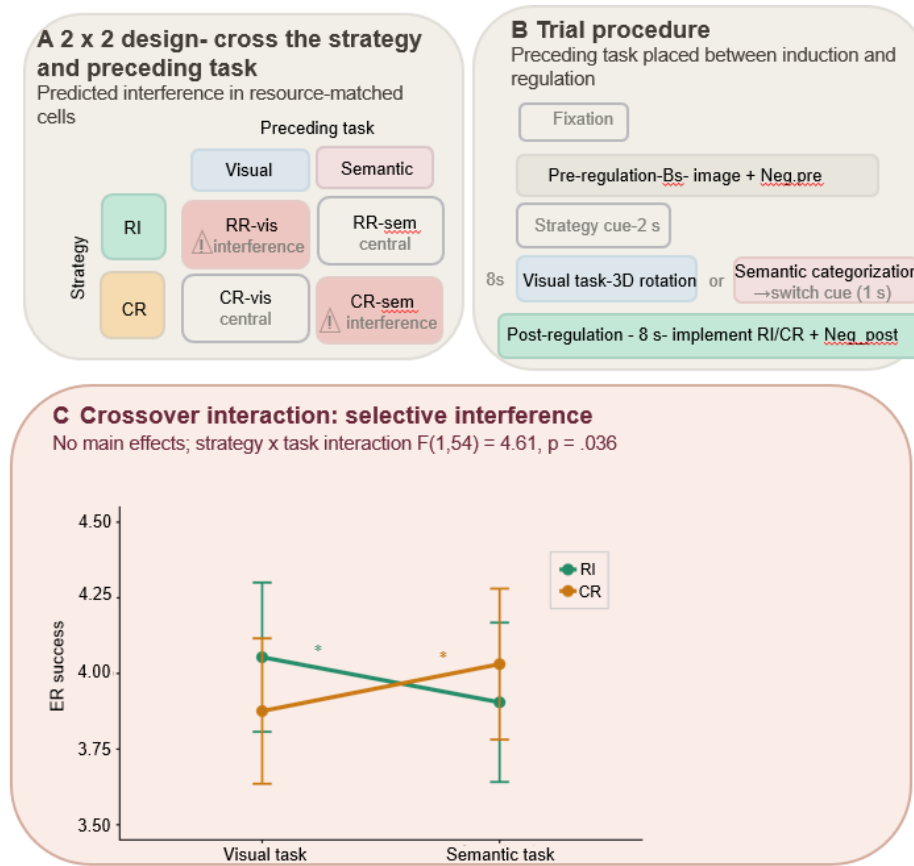 A 2 x 2 design- cross the strategy
and preceding task
Predicted interference in resource-matched
cells
Preceding task
Visual
Semantic
Strategy
RI
RR-vis
⚠ interference
RR-sem
central
CR
CR-vis
central
CR-sem
⚠ interference
B Trial procedure
Preceding task placed between induction and
regulation
Fixation
Pre-regulation-Bs- image + Neg.pre
Strategy cue-2 s
8s
Visual task-3D rotation
or
Semantic categorization
→switch cue (1 s)
Post-regulation - 8 s- implement RI/CR + Neg_post
C Crossover interaction: selective interference
No main effects; strategy x task interaction F(1,54) = 4.61, p = .036
ER success
4.50
4.25
4.00
3.75
3.50
*
*
RI
CR
Visual task
Semantic task